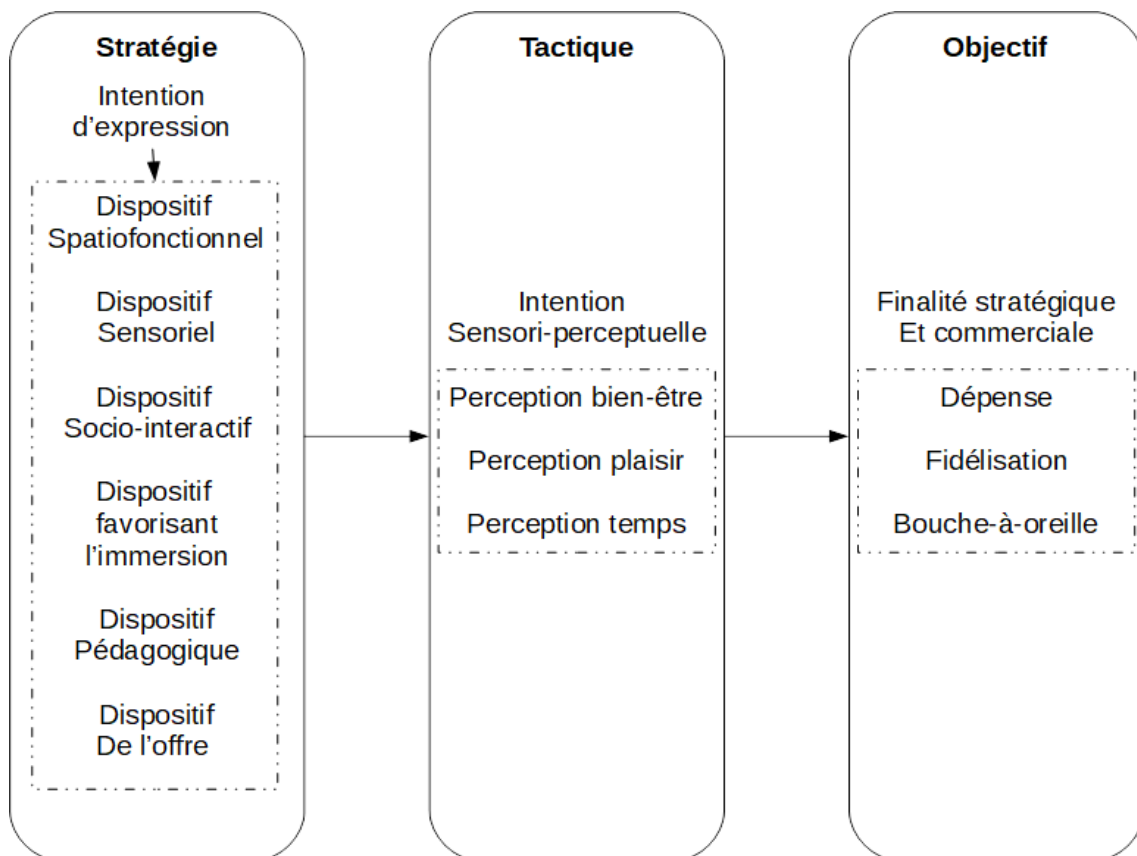 Stratégie
Intention
d'expression
Dispositif
Spatiofonctionnel
Dispositif
Sensoriel
Dispositif
Socio-interactif
Dispositif
favorisant
l'immersion
Dispositif
Pédagogique
Dispositif
De l'offre
Tactique
Intention
Sensori-perceptuelle
Perception bien-être
Perception plaisir
Perception temps
Objectif
Finalité stratégique
Et commerciale
Dépense
Fidélisation
Bouche-à-oreille